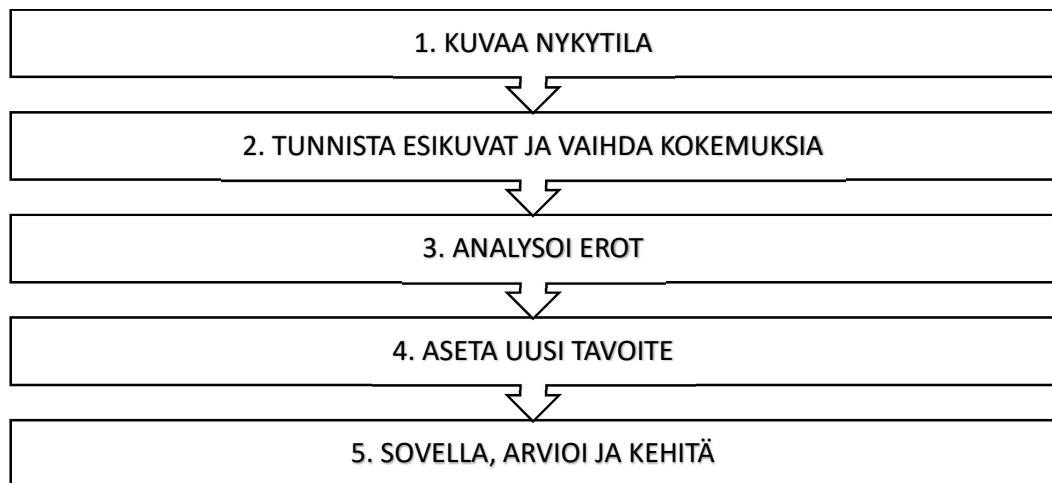 1. KUVAA NYKYTILA
2. TUNNISTA ESIKUVAT JA VAIHDA KOKEMUKSIA
3. ANALYSOI EROT
4. ASETA UUSI TAVOITE
5. SOVELLA, ARVIOI JA KEHITÄ